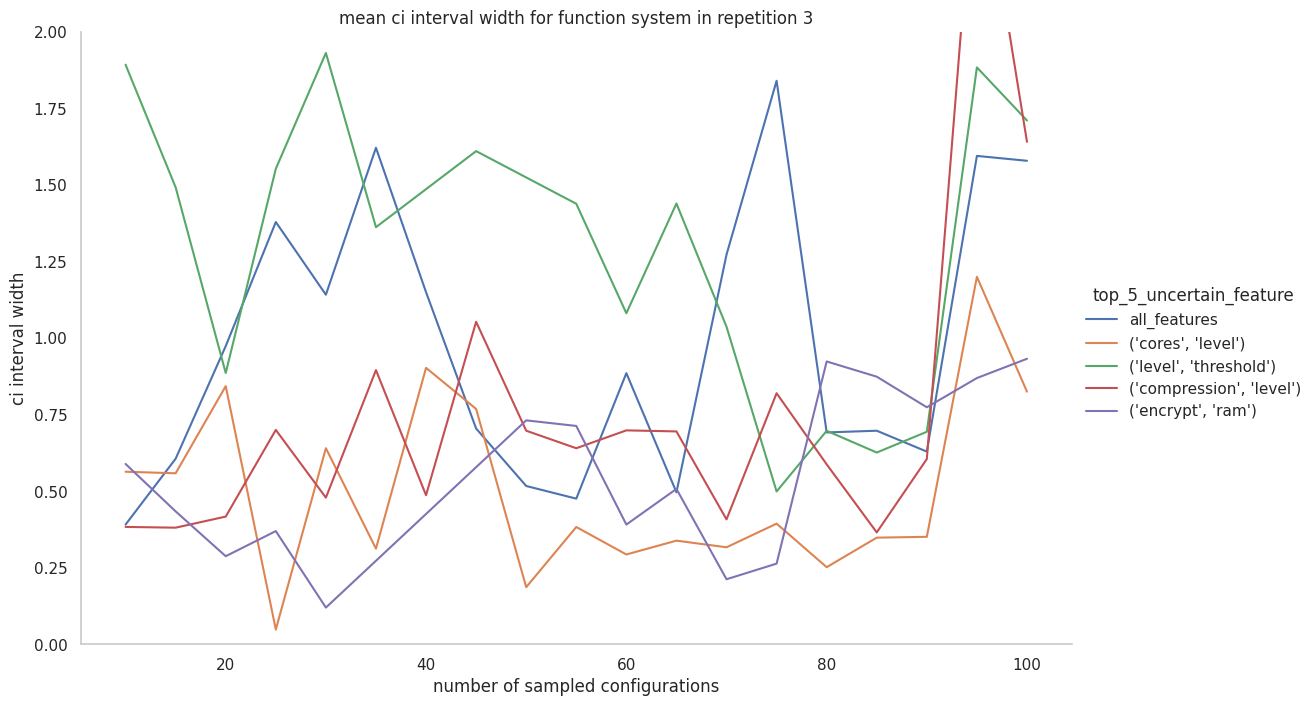 mean ci interval width for function system in repetition 3
2.00
1.75
1.50
1.25
1.00
0.75
0.50
0.25
0.00
ci interval width
20
40
60
80
100
number of sampled configurations
top_5_uncertain_feature
all_features
('cores', 'level')
('level', 'threshold')
('compression', 'level')
('encrypt', 'ram')